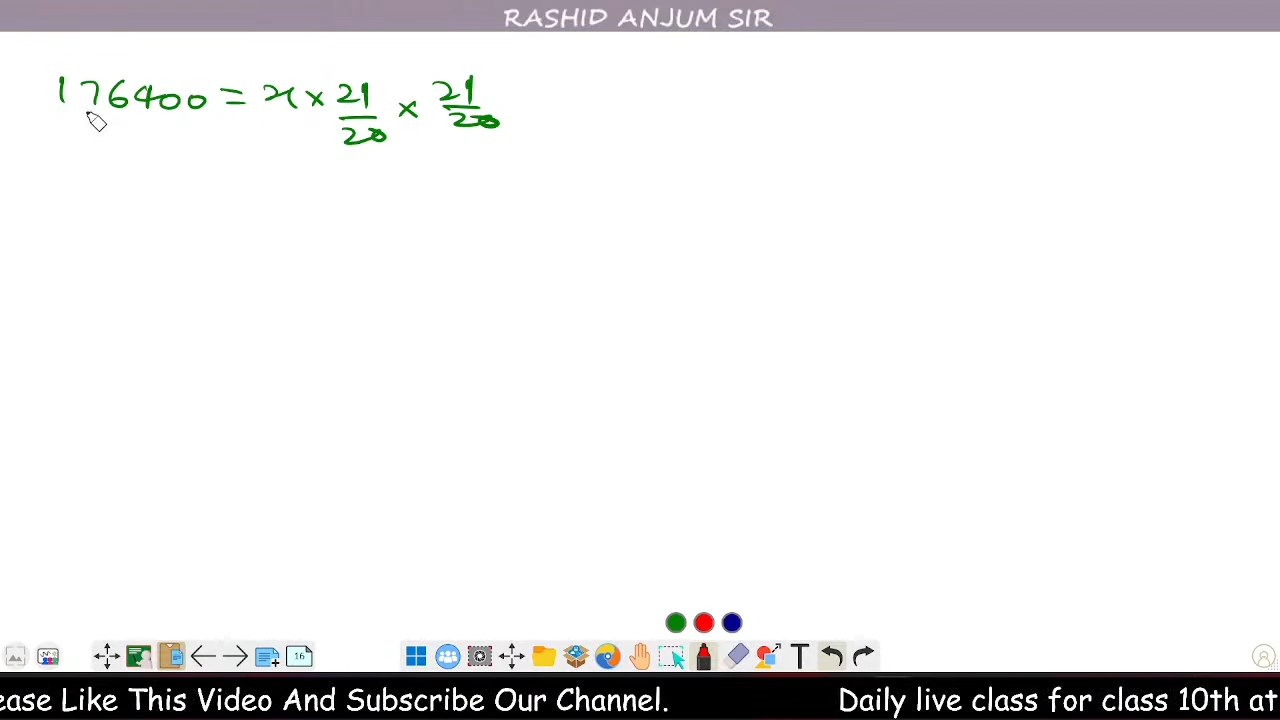 RASHID ANJUM SIR
176400 = x × 21/20 × 21/20
16
T
ease Like This Video And Subscribe Our Channel. Daily live class for class 10th at